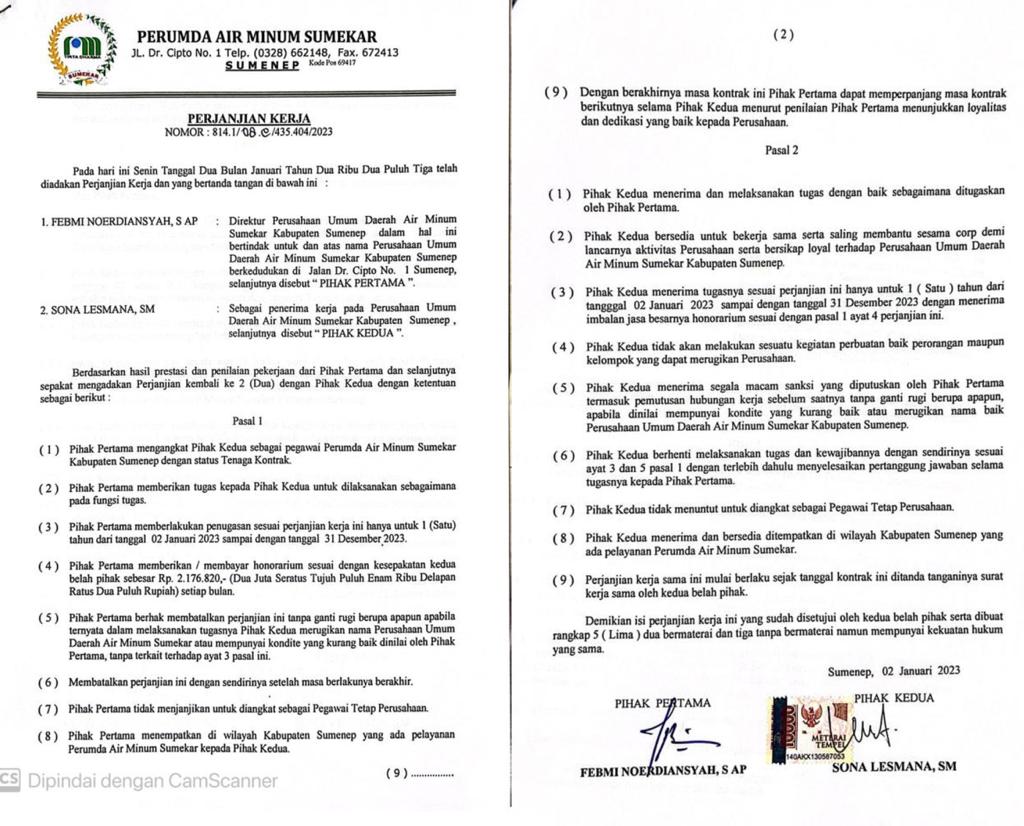 PERUMDA AIR MINUM SUMEKAR
JL. Dr. Cipto No. 1 Telp. (0328) 662148, Fax. 672413
SUMENEP Kode Pos 69417
SUMEKAR
PERJANJIAN KERJA
NOMOR : 814.1/08.C/435.404/2023
Pada hari ini Senin Tanggal Dua Bulan Januari Tahun Dua Ribu Dua Puluh Tiga telah
diadakan Perjanjian Kerja dan yang bertanda tangan di bawah ini :
1. FEBMI NOERDIANSYAH, S AP : Direktur Perusahaan Umum Daerah Air Minum
Sumekar Kabupaten Sumenep dalam hal ini
bertindak untuk dan atas nama Perusahaan Umum
Daerah Air Minum Sumekar Kabupaten Sumenep
berkedudukan di Jalan Dr. Cipto No. 1 Sumenep,
selanjutnya disebut “ PIHAK PERTAMA ”.
2. SONA LESMANA, SM : Sebagai penerima kerja pada Perusahaan Umum
Daerah Air Minum Sumekar Kabupaten Sumenep ,
selanjutnya disebut “ PIHAK KEDUA ”.
Berdasarkan hasil prestasi dan penilaian pekerjaan dari Pihak Pertama dan selanjutnya
sepakat mengadakan Perjanjian kembali ke 2 (Dua) dengan Pihak Kedua dengan ketentuan
sebagai berikut :
Pasal 1
( 1 ) Pihak Pertama mengangkat Pihak Kedua sebagai pegawai Perumda Air Minum Sumekar
Kabupaten Sumenep dengan status Tenaga Kontrak.
( 2 ) Pihak Pertama memberikan tugas kepada Pihak Kedua untuk dilaksanakan sebagaimana
pada fungsi tugas.
( 3 ) Pihak Pertama memberlakukan penugasan sesuai perjanjian kerja ini hanya untuk 1 (Satu)
tahun dari tanggal 02 Januari 2023 sampai dengan tanggal 31 Desember 2023.
( 4 ) Pihak Pertama memberikan / membayar honorarium sesuai dengan kesepakatan kedua
belah pihak sebesar Rp. 2.176.820,- (Dua Juta Seratus Tujuh Puluh Enam Ribu Delapan
Ratus Dua Puluh Rupiah) setiap bulan.
( 5 ) Pihak Pertama berhak membatalkan perjanjian ini tanpa ganti rugi berupa apapun apabila
ternyata dalam melaksanakan tugasnya Pihak Kedua merugikan nama Perusahaan Umum
Daerah Air Minum Sumekar atau mempunyai kondite yang kurang baik dinilai oleh Pihak
Pertama, tanpa terkait terhadap ayat 3 pasal ini.
( 6 ) Membatalkan perjanjian ini dengan sendirinya setelah masa berlakunya berakhir.
( 7 ) Pihak Pertama tidak menjanjikan untuk diangkat sebagai Pegawai Tetap Perusahaan.
( 8 ) Pihak Pertama menempatkan di wilayah Kabupaten Sumenep yang ada pelayanan
Perumda Air Minum Sumekar kepada Pihak Kedua.
( 9 ) ................
CS Dipindai dengan CamScanner
( 2 )
( 9 ) Dengan berakhirnya masa kontrak ini Pihak Pertama dapat memperpanjang masa kontrak
berikutnya selama Pihak Kedua menurut penilaian Pihak Pertama menunjukkan loyalitas
dan dedikasi yang baik kepada Perusahaan.
Pasal 2
( 1 ) Pihak Kedua menerima dan melaksanakan tugas dengan baik sebagaimana ditugaskan
oleh Pihak Pertama.
( 2 ) Pihak Kedua bersedia untuk bekerja sama serta saling membantu sesama corp demi
lancarnya aktivitas Perusahaan serta bersikap loyal terhadap Perusahaan Umum Daerah
Air Minum Sumekar Kabupaten Sumenep.
( 3 ) Pihak Kedua menerima tugasnya sesuai perjanjian ini hanya untuk 1 ( Satu ) tahun dari
tangggal 02 Januari 2023 sampai dengan tanggal 31 Desember 2023 dengan menerima
imbalan jasa besarnya honorarium sesuai dengan pasal 1 ayat 4 perjanjian ini.
( 4 ) Pihak Kedua tidak akan melakukan sesuatu kegiatan perbuatan baik perorangan maupun
kelompok yang dapat merugikan Perusahaan.
( 5 ) Pihak Kedua menerima segala macam sanksi yang diputuskan oleh Pihak Pertama
termasuk pemutusan hubungan kerja sebelum saatnya tanpa ganti rugi berupa apapun,
apabila dinilai mempunyai kondite yang kurang baik atau merugikan nama baik
Perusahaan Umum Daerah Air Minum Sumekar Kabupaten Sumenep.
( 6 ) Pihak Kedua berhenti melaksanakan tugas dan kewajibannya dengan sendirinya sesuai
ayat 3 dan 5 pasal 1 dengan terlebih dahulu menyelesaikan pertanggung jawaban selama
tugasnya kepada Pihak Pertama.
( 7 ) Pihak Kedua tidak menuntut untuk diangkat sebagai Pegawai Tetap Perusahaan.
( 8 ) Pihak Kedua menerima dan bersedia ditempatkan di wilayah Kabupaten Sumenep yang
ada pelayanan Perumda Air Minum Sumekar.
( 9 ) Perjanjian kerja sama ini mulai berlaku sejak tanggal kontrak ini ditanda tanganinya surat
kerja sama oleh kedua belah pihak.
Demikian isi perjanjian kerja ini yang sudah disetujui oleh kedua belah pihak serta dibuat
rangkap 5 ( Lima ) dua bermaterai dan tiga tanpa bermaterai namun mempunyai kekuatan hukum
yang sama.
Sumenep, 02 Januari 2023
PIHAK PERTAMA PIHAK KEDUA
10000
METERAI
TEMPEL
140AKX130587053
FEBMI NOERDIANSYAH, S AP SONA LESMANA, SM